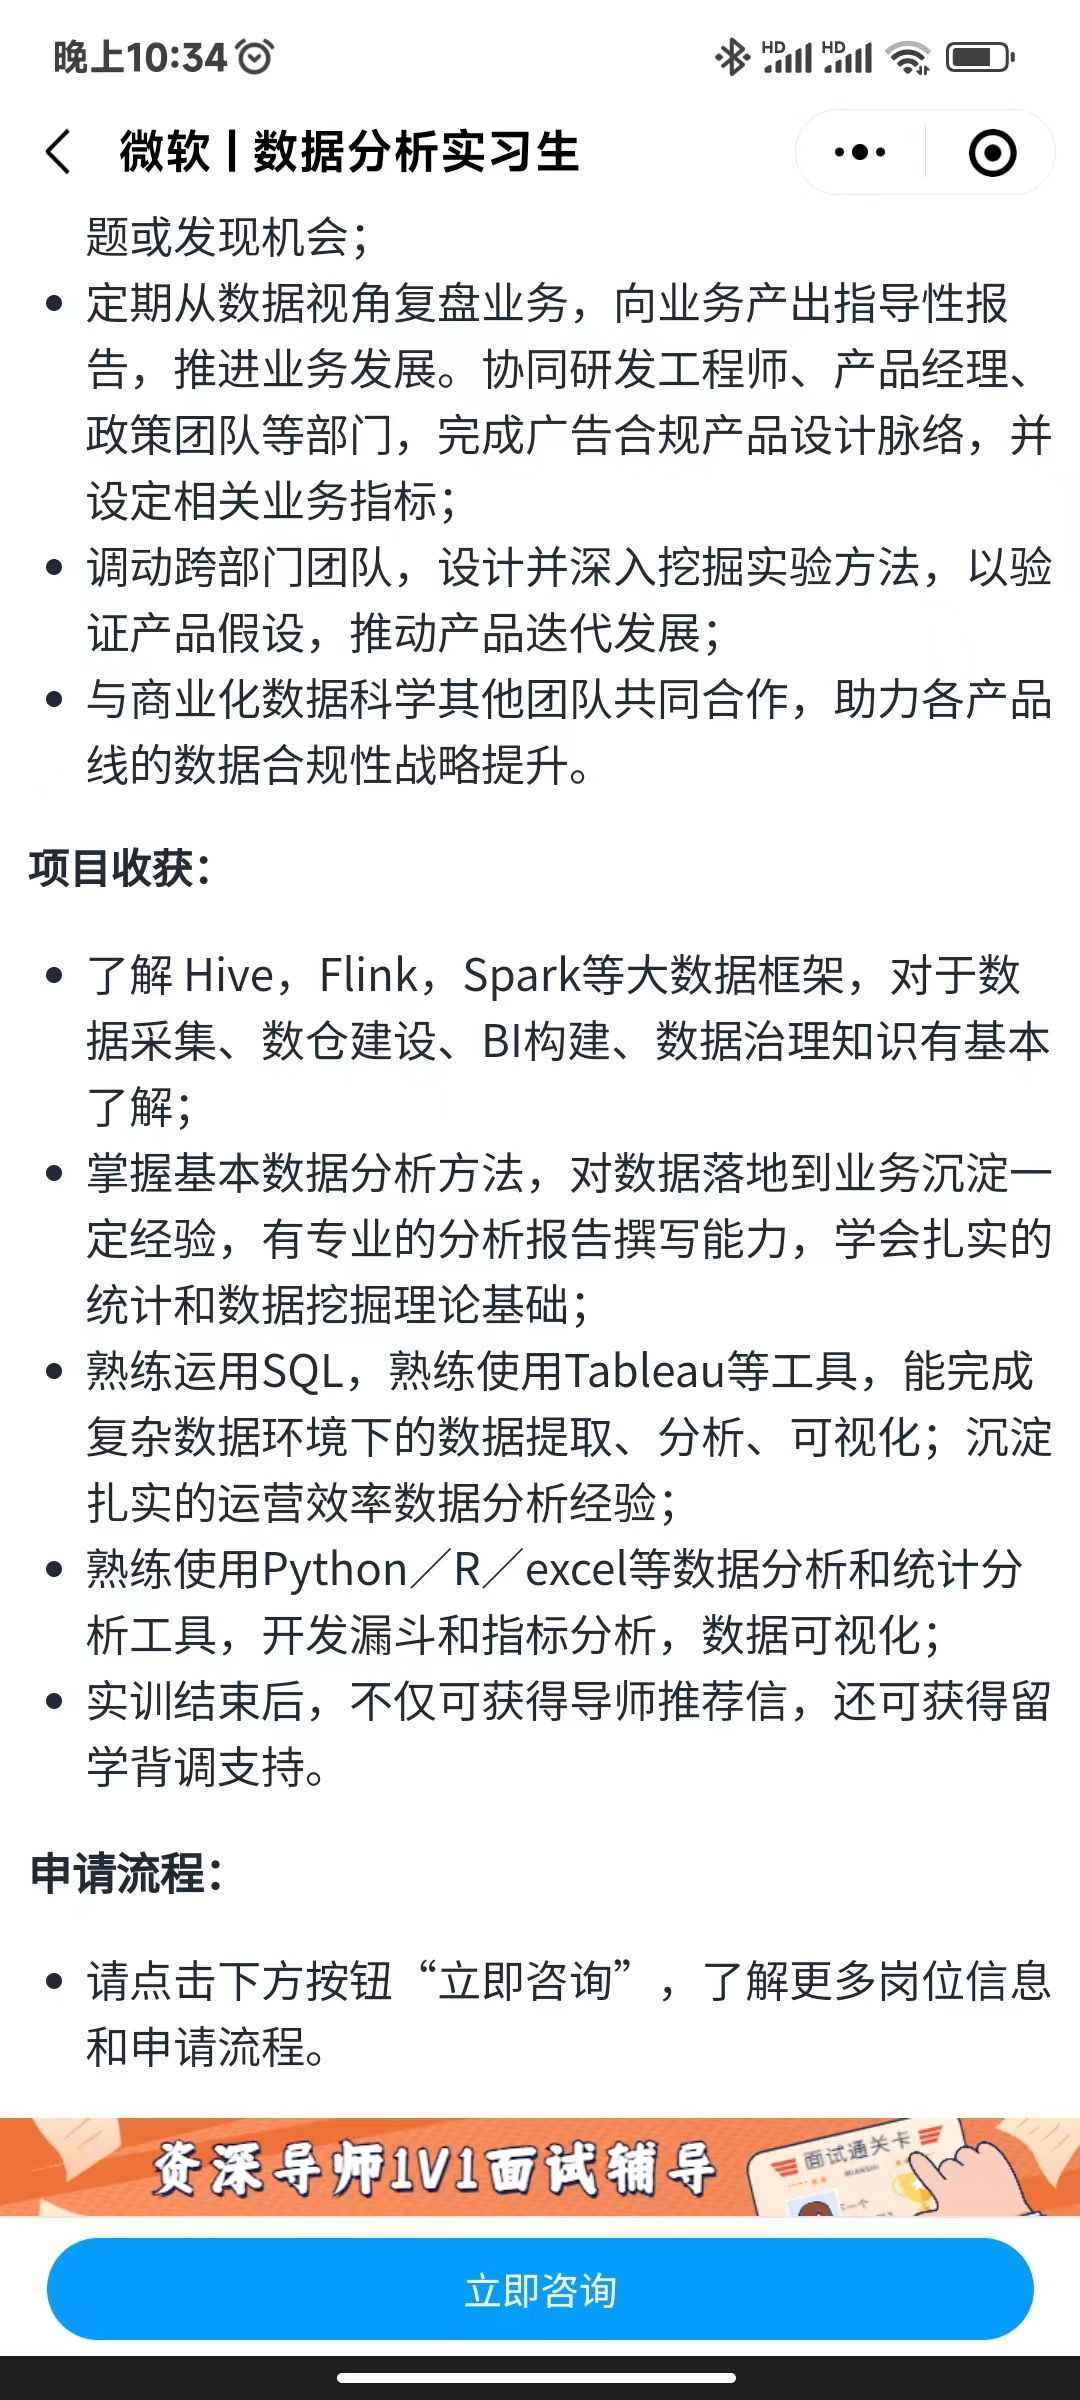 晚上10:34
HD HD
微软 | 数据分析实习生
题或发现机会；
定期从数据视角复盘业务，向业务产出指导性报
告，推进业务发展。协同研发工程师、产品经理、
政策团队等部门，完成广告合规产品设计脉络，并
设定相关业务指标；
调动跨部门团队，设计并深入挖掘实验方法，以验
证产品假设，推动产品迭代发展；
与商业化数据科学其他团队共同合作，助力各产品
线的数据合规性战略提升。
项目收获：
了解 Hive，Flink，Spark等大数据框架，对于数
据采集、数仓建设、BI构建、数据治理知识有基本
了解；
掌握基本数据分析方法，对数据落地到业务沉淀一
定经验，有专业的分析报告撰写能力，学会扎实的
统计和数据挖掘理论基础；
熟练运用SQL，熟练使用Tableau等工具，能完成
复杂数据环境下的数据提取、分析、可视化；沉淀
扎实的运营效率数据分析经验；
熟练使用Python／R／excel等数据分析和统计分
析工具，开发漏斗和指标分析，数据可视化；
实训结束后，不仅可获得导师推荐信，还可获得留
学背调支持。
申请流程：
请点击下方按钮“立即咨询”，了解更多岗位信息
和申请流程。
资深导师1V1面试辅导
面试通关卡
MIANSHI
立即咨询